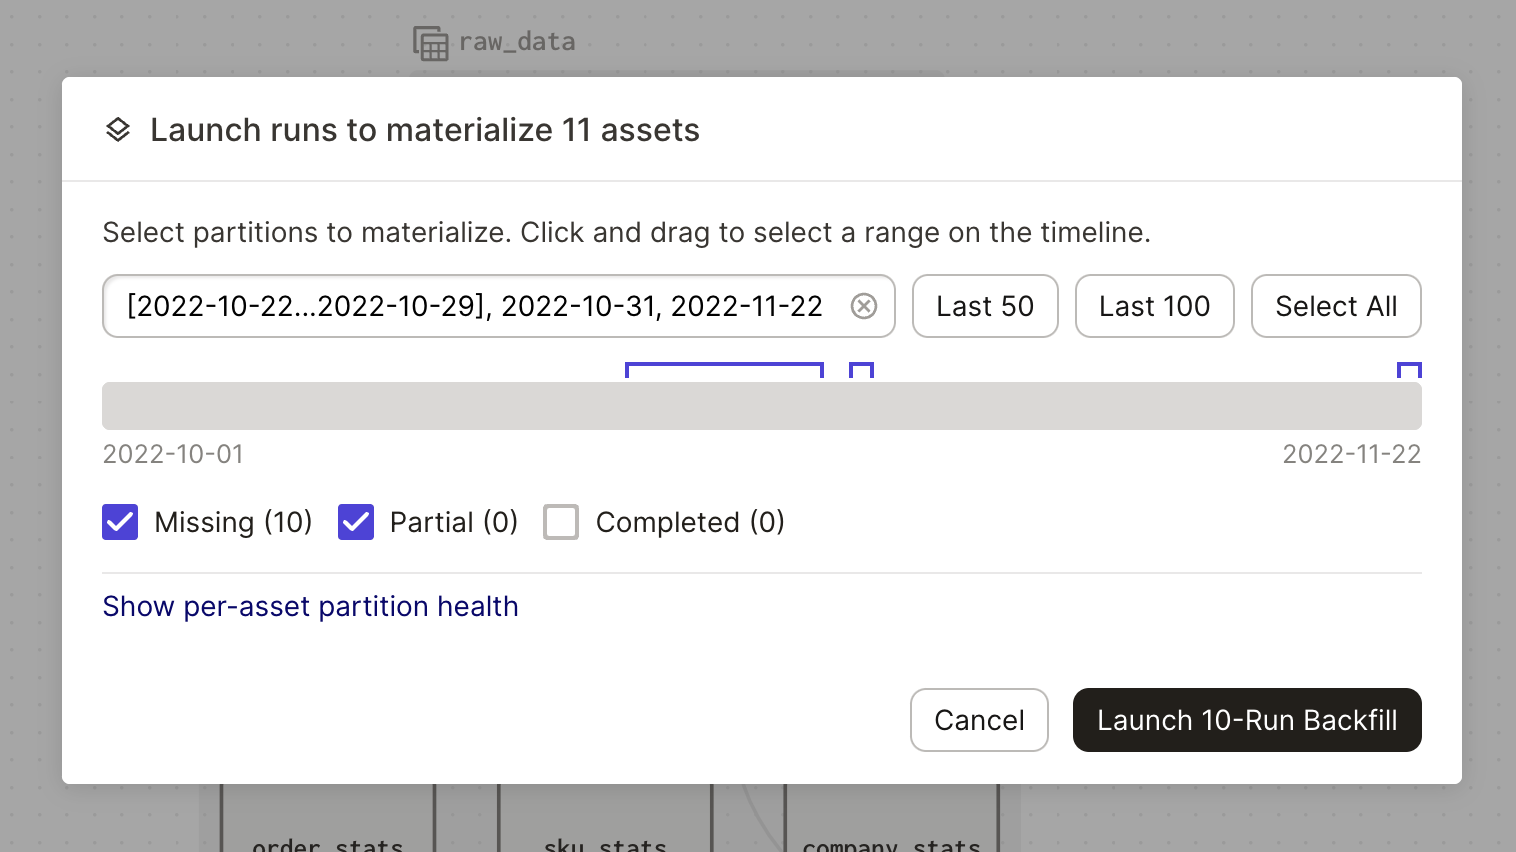 raw_data
Launch runs to materialize 11 assets
Select partitions to materialize. Click and drag to select a range on the timeline.
[2022-10-22...2022-10-29], 2022-10-31, 2022-11-22
Last 50
Last 100
Select All
2022-10-01
2022-11-22
Missing (10)
Partial (0)
Completed (0)
Show per-asset partition health
Cancel
Launch 10-Run Backfill
order_stats
sku_stats
company_stats